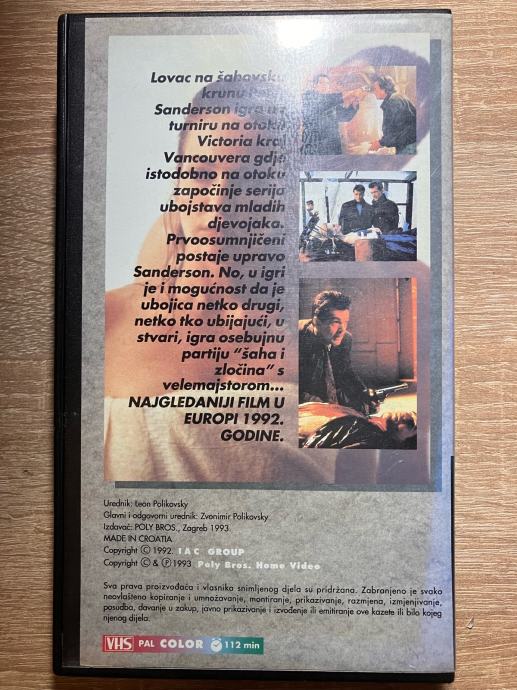 Lovac na šahovsku
krunu
Sanderson igra u
turniru na otoku
Victoria kraj
Vancouvera gdje
istodobno na otoku
započinje serija
ubojstava mladih
djevojaka.
Prvoosumnjičeni
postaje upravo
Sanderson. No, u igri
je i mogućnost da je
ubojica netko drugi,
netko tko ubijajući, u
stvari, igra osebujnu
partiju “šaha i
zločina” s
velemajstorom...
NAJGLEDANIJI FILM U
EUROPI 1992.
GODINE.
Urednik: Leon Polikovsky
Glavni i odgovorni urednik: Zvonimir Polikovsky
Izdavač: POLY BROS., Zagreb 1993.
MADE IN CROATIA
Copyright © 1992. IAC GROUP
Copyright © & ℗ 1993 Poly Bros. Home Video
Sva prava proizvođača i vlasnika snimljenog djela su pridržana. Zabranjeno je svako
neovlašteno kopiranje i umnožavanje, montiranje, prikazivanje, razmjena, izmjenjivanje,
posudba, davanje u zakup, javno prikazivanje i izvođenje ili emitiranje ove kazete ili bilo kojeg
njenog dijela.
VHS PAL COLOR 112 min